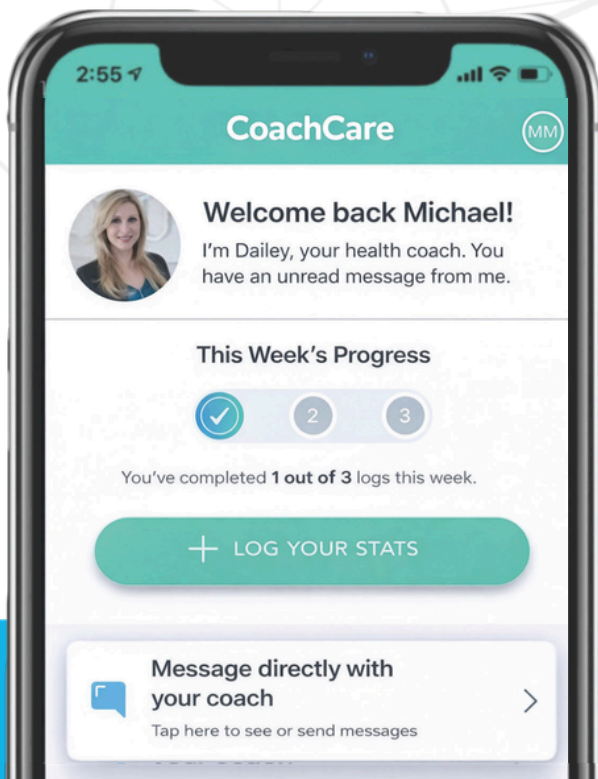 2:55
CoachCare
MM
Welcome back Michael!
I'm Dailey, your health coach. You
have an unread message from me.
This Week's Progress
2
3
You've completed 1 out of 3 logs this week.
+ LOG YOUR STATS
Message directly with
your coach
Tap here to see or send messages